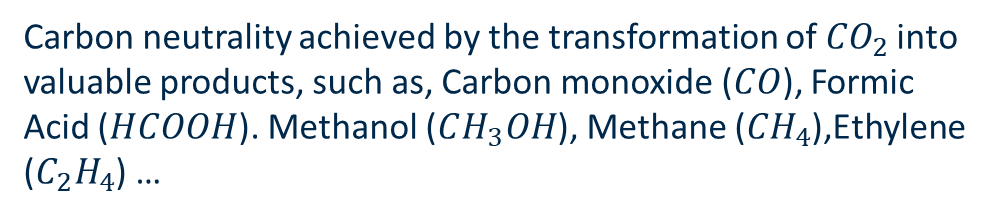 Carbon neutrality achieved by the transformation of CO₂ into
valuable products, such as, Carbon monoxide (CO), Formic
Acid (HCOOH). Methanol (CH₃OH), Methane (CH₄),Ethylene
(C₂H₄) ...